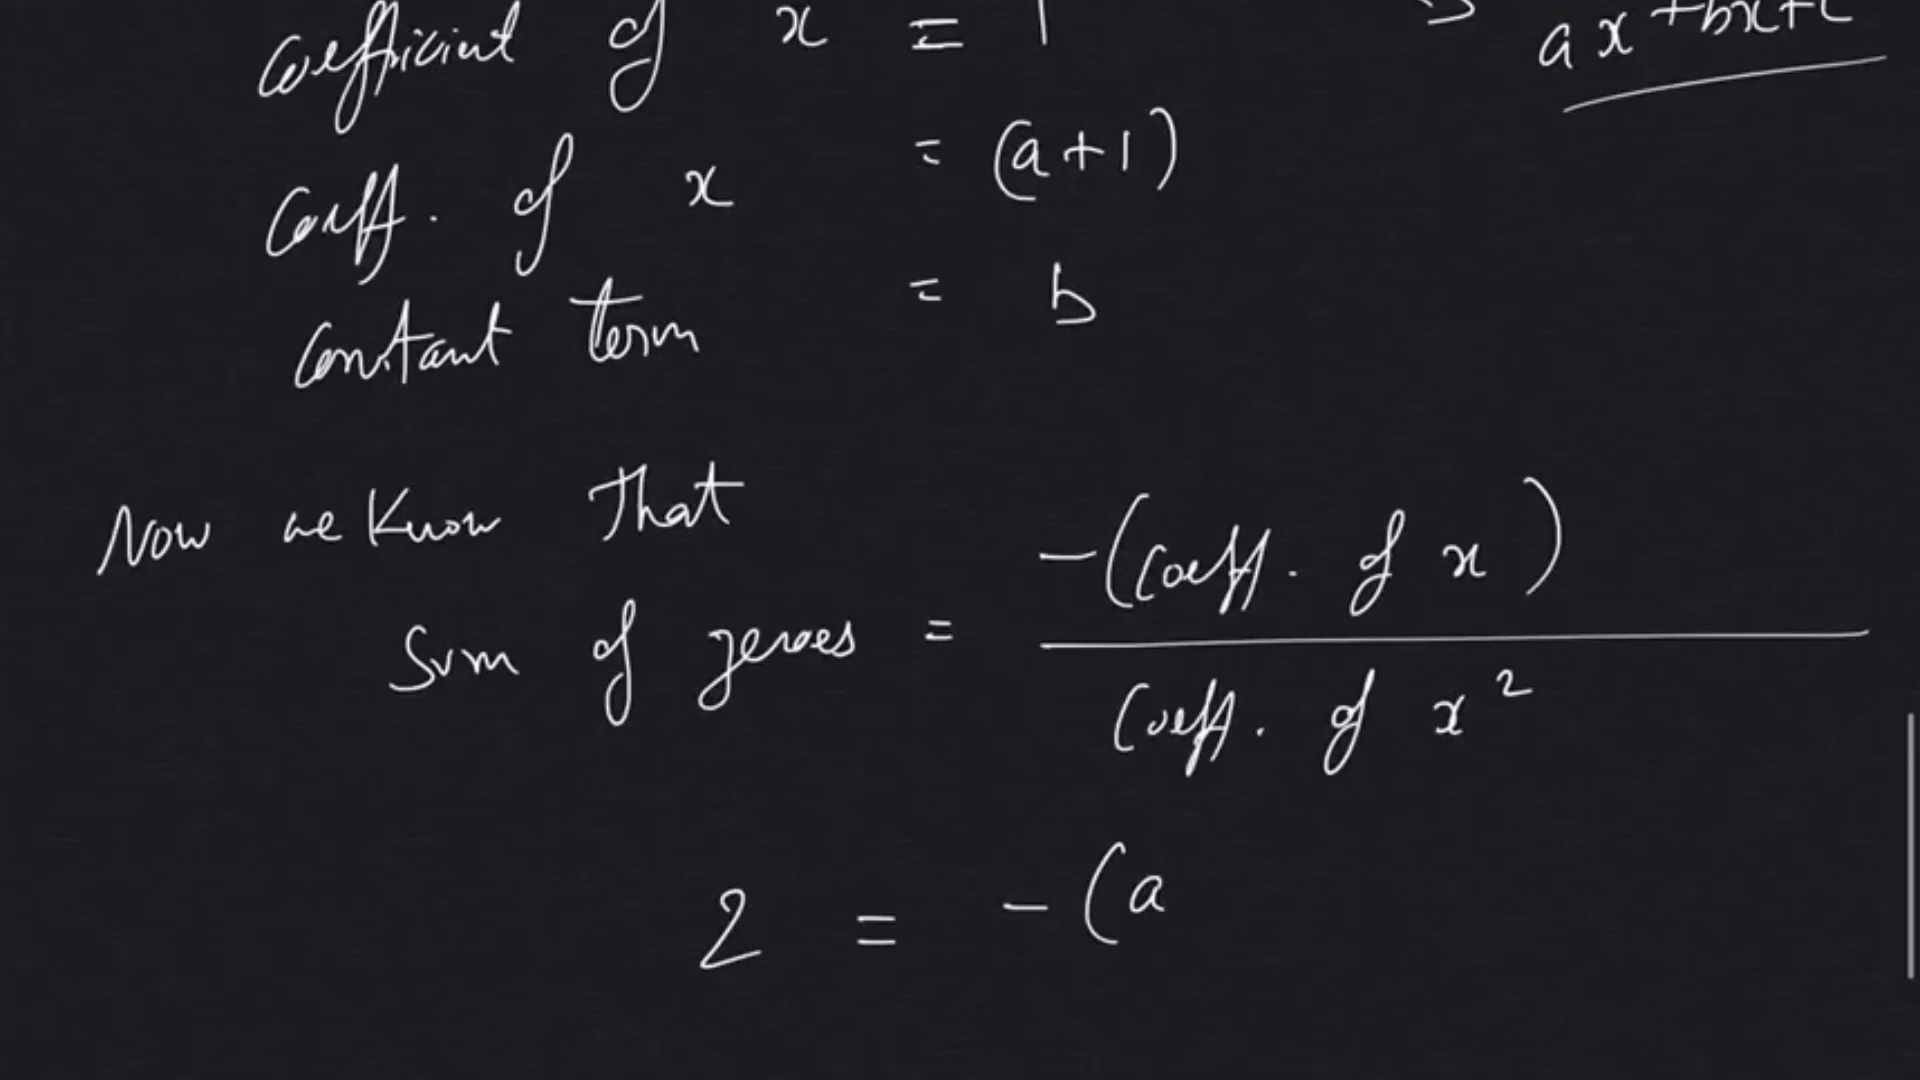 coefficient of x = 1
ax + bx + c
coeff. of x = (a+1)
constant term = b
Now we know That
Sum of zeroes = -(coeff. of x) / coeff. of x²
2 = -(a